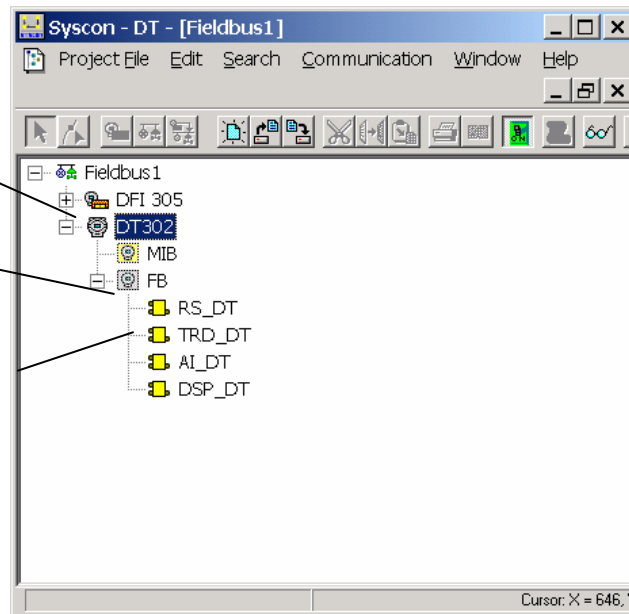 Syscon - DT - [Fieldbus1]
Project File Edit Search Communication Window Help
Fieldbus1
DFI 305
DT302
MIB
FB
RS_DT
TRD_DT
AI_DT
DSP_DT
Cursor: X = 646,